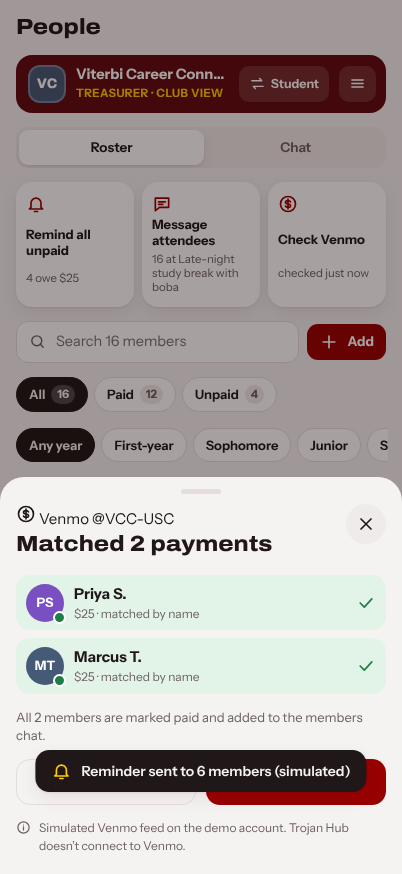 People
VC
Viterbi Career Conn...
TREASURER · CLUB VIEW
Student
Roster
Chat
Remind all
unpaid
4 owe $25
Message
attendees
16 at Late-night
study break with
boba
Check Venmo
checked just now
Search 16 members
Add
All 16
Paid 12
Unpaid 4
Any year
First-year
Sophomore
Junior
S
Venmo @VCC-USC
Matched 2 payments
PS
Priya S.
$25 · matched by name
MT
Marcus T.
$25 · matched by name
All 2 members are marked paid and added to the members
chat.
Reminder sent to 6 members (simulated)
Simulated Venmo feed on the demo account. Trojan Hub
doesn't connect to Venmo.